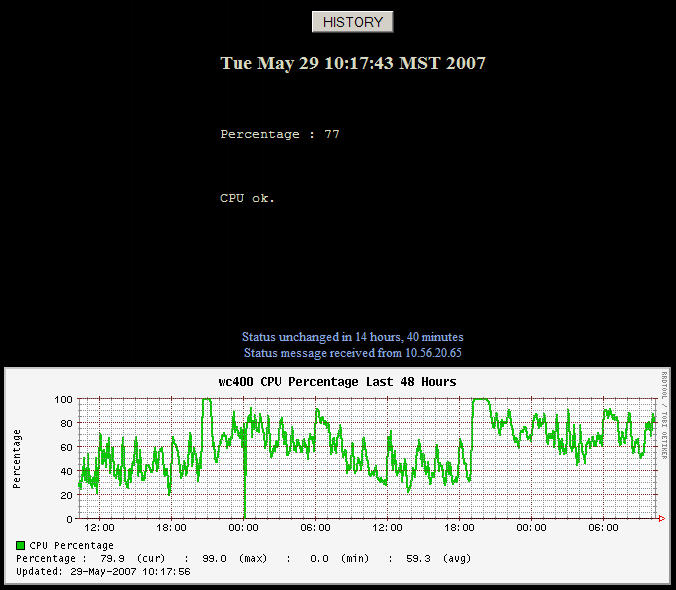 HISTORY
Tue May 29 10:17:43 MST 2007
Percentage : 77
CPU ok.
Status unchanged in 14 hours, 40 minutes
Status message received from 10.56.20.65
wc400 CPU Percentage Last 48 Hours
RRDTOOL / TOBI OETIKER
Percentage
100
80
60
40
20
0
12:00 18:00 00:00 06:00 12:00 18:00 00:00 06:00
CPU Percentage
Percentage : 79.9 (cur) : 99.0 (max) : 0.0 (min) : 59.3 (avg)
Updated: 29-May-2007 10:17:56